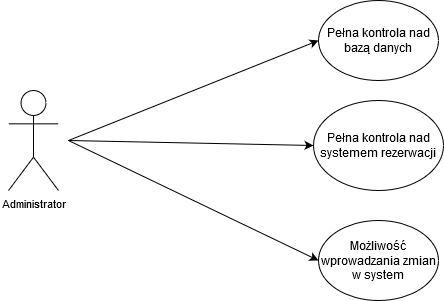 Pełna kontrola nad
bazą danych
Pełna kontrola nad
systemem rezerwacji
Administrator
Możliwość
wprowadzania zmian
w system